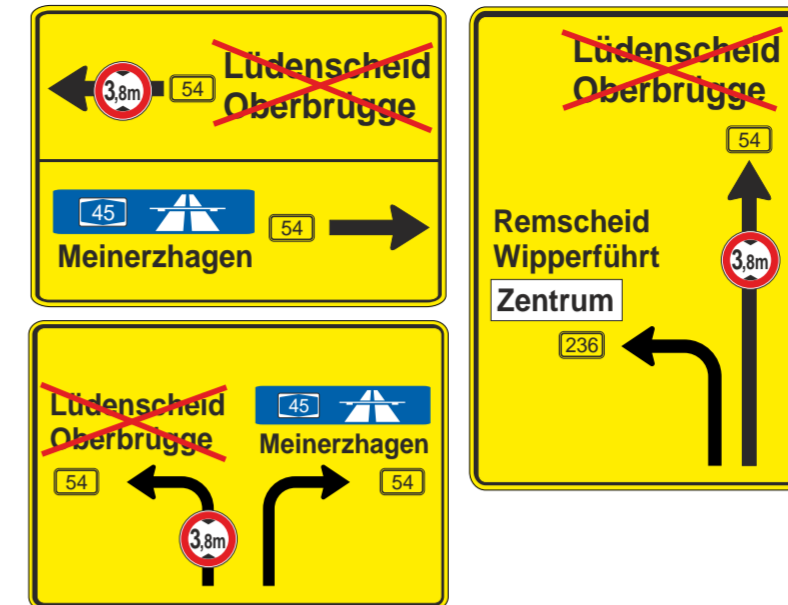 3,8m 54 Lüdenscheid
Oberbrügge
45
54
Meinerzhagen
Lüdenscheid
Oberbrügge
54
3,8m
45
Meinerzhagen
54
Lüdenscheid
Oberbrügge
54
Remscheid
Wipperführt
3,8m
Zentrum
236